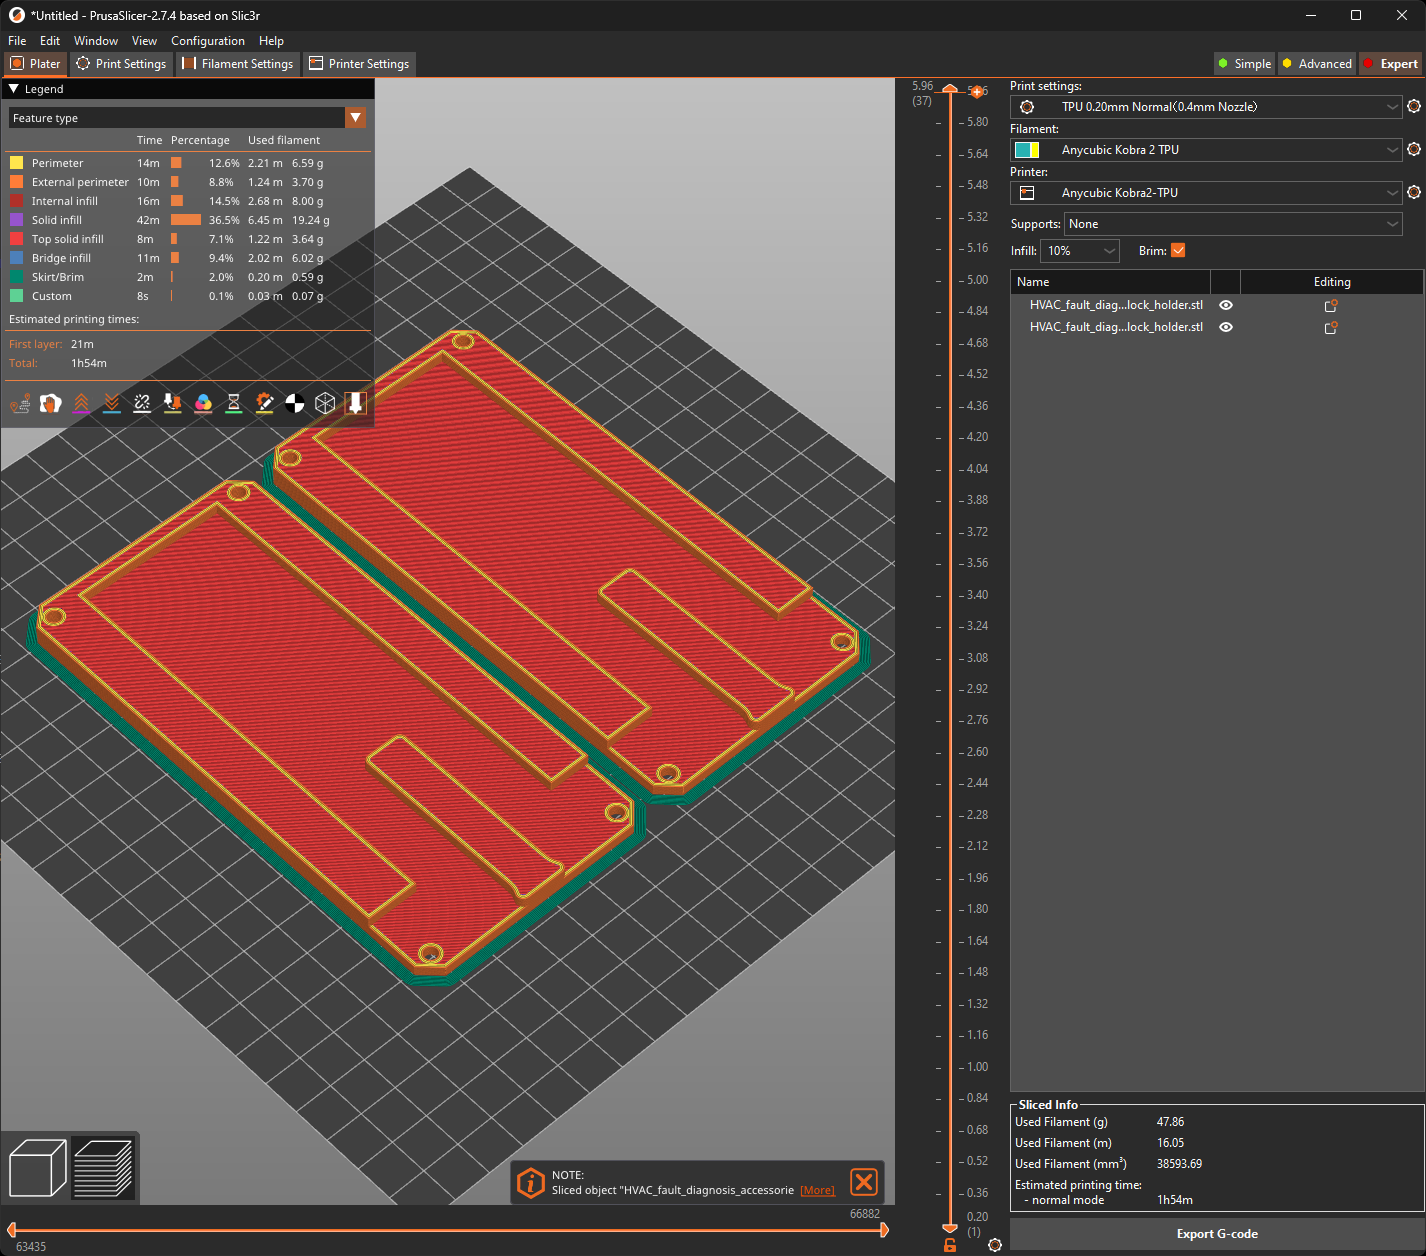 *Untitled - PrusaSlicer-2.7.4 based on Slic3r
File Edit Window View Configuration Help
Plater Print Settings Filament Settings Printer Settings Simple Advanced Expert
Legend
Feature type
Time Percentage Used filament
Perimeter 14m 12.6% 2.21 m 6.59 g
External perimeter 10m 8.8% 1.24 m 3.70 g
Internal infill 16m 14.5% 2.68 m 8.00 g
Solid infill 42m 36.5% 6.45 m 19.24 g
Top solid infill 8m 7.1% 1.22 m 3.64 g
Bridge infill 11m 9.4% 2.02 m 6.02 g
Skirt/Brim 2m 2.0% 0.20 m 0.59 g
Custom 8s 0.1% 0.03 m 0.07 g
Estimated printing times:
First layer: 21m
Total: 1h54m
5.96
(37)
5.80
5.64
5.48
5.32
5.16
5.00
4.84
4.68
4.52
4.36
4.20
4.04
3.88
3.72
3.56
3.40
3.24
3.08
2.92
2.76
2.60
2.44
2.28
2.12
1.96
1.80
1.64
1.48
1.32
1.16
1.00
0.84
0.68
0.52
0.36
0.20
(1)
Print settings:
TPU 0.20mm Normal(0.4mm Nozzle)
Filament:
Anycubic Kobra 2 TPU
Printer:
Anycubic Kobra2-TPU
Supports: None
Infill: 10% Brim:
Name Editing
HVAC_fault_diag...lock_holder.stl
HVAC_fault_diag...lock_holder.stl
Sliced Info
Used Filament (g) 47.86
Used Filament (m) 16.05
Used Filament (mm³) 38593.69
Estimated printing time:
- normal mode 1h54m
Export G-code
NOTE:
Sliced object "HVAC_fault_diagnosis_accessorie [More]
66882
63435